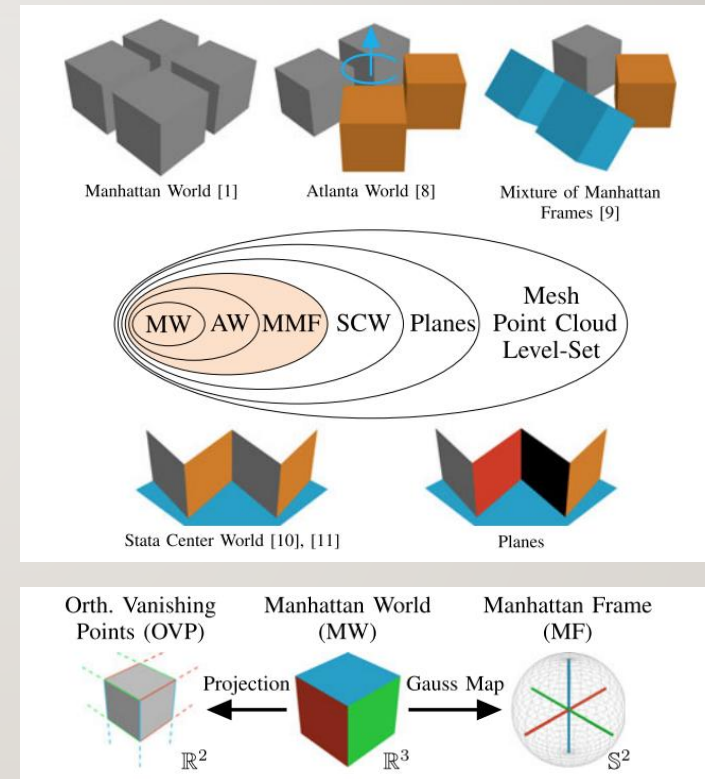 Manhattan World [1]
Atlanta World [8]
Mixture of Manhattan
Frames [9]
MW
AW
MMF
SCW
Planes
Mesh
Point Cloud
Level-Set
Stata Center World [10], [11]
Planes
Orth. Vanishing
Points (OVP)
Manhattan World
(MW)
Manhattan Frame
(MF)
Projection
Gauss Map
ℝ²
ℝ³
𝕊²